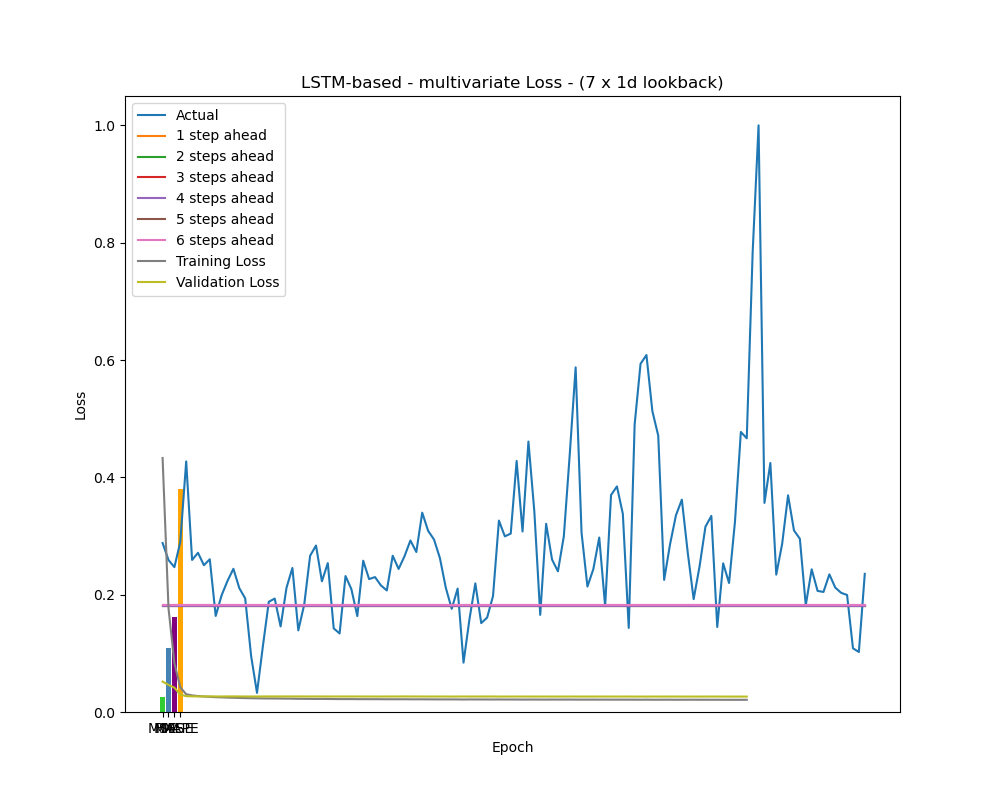 LSTM-based - multivariate Loss - (7 x 1d lookback)
Actual
1 step ahead
2 steps ahead
3 steps ahead
4 steps ahead
5 steps ahead
6 steps ahead
Training Loss
Validation Loss
1.0
0.8
0.6
0.4
0.2
0.0
Loss
Epoch